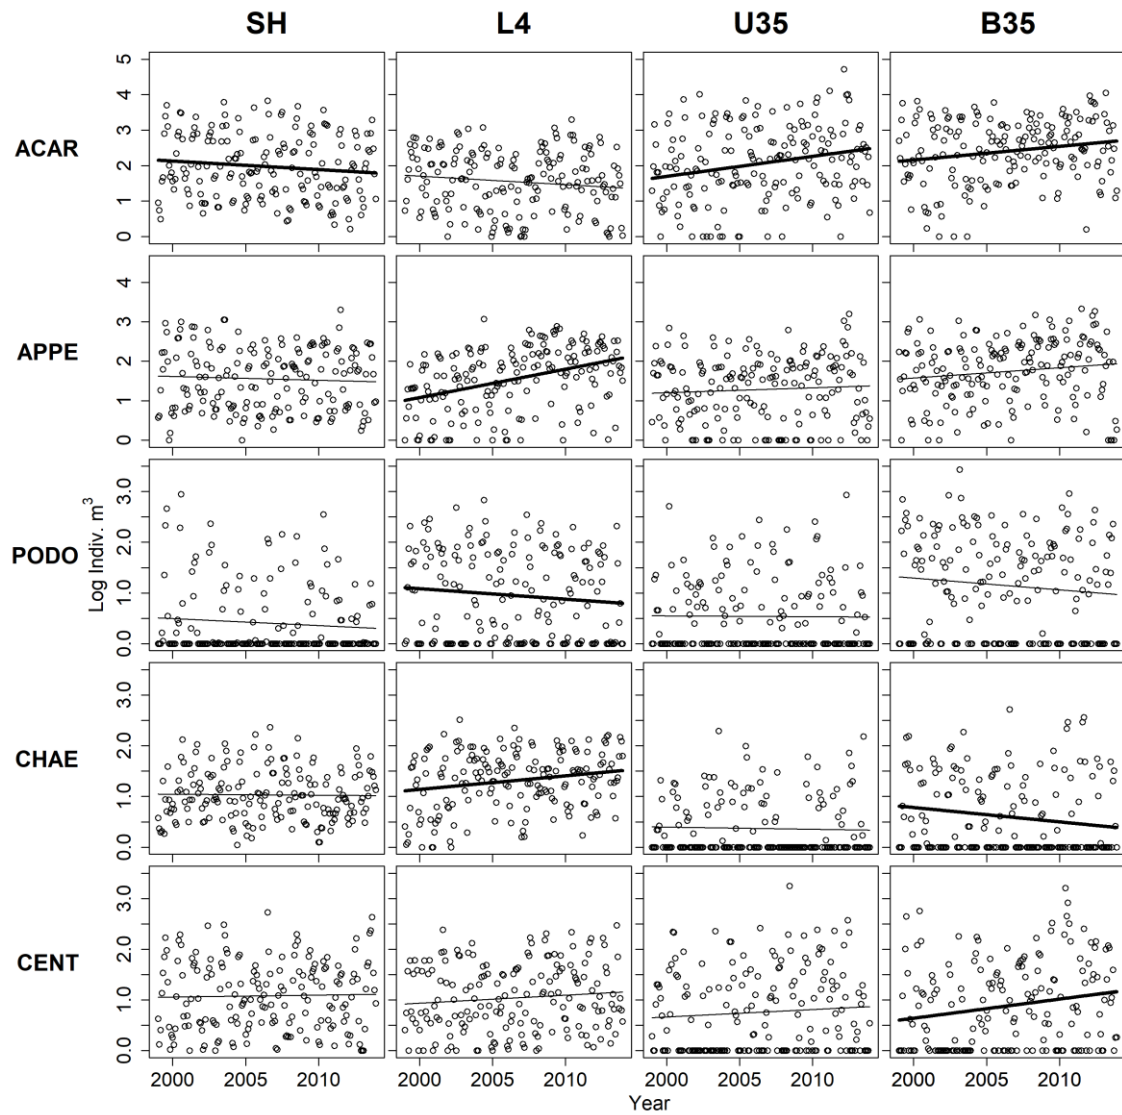 SH L4 U35 B35
ACAR
0 1 2 3 4 5
APPE
0 1 2 3 4
PODO
0.0 1.0 2.0 3.0
Log Indiv. m3
CHAE
0.0 1.0 2.0 3.0
CENT
0.0 1.0 2.0 3.0
2000 2005 2010 2000 2005 2010 2000 2005 2010 2000 2005 2010
Year